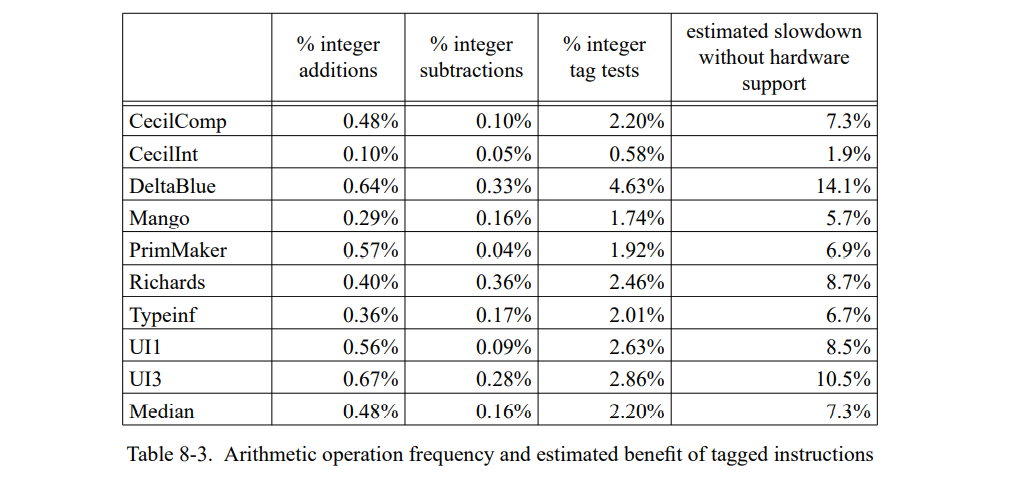 % integer additions % integer subtractions % integer tag tests estimated slowdown without hardware support
CecilComp 0.48% 0.10% 2.20% 7.3%
CecilInt 0.10% 0.05% 0.58% 1.9%
DeltaBlue 0.64% 0.33% 4.63% 14.1%
Mango 0.29% 0.16% 1.74% 5.7%
PrimMaker 0.57% 0.04% 1.92% 6.9%
Richards 0.40% 0.36% 2.46% 8.7%
Typeinf 0.36% 0.17% 2.01% 6.7%
UI1 0.56% 0.09% 2.63% 8.5%
UI3 0.67% 0.28% 2.86% 10.5%
Median 0.48% 0.16% 2.20% 7.3%
Table 8-3. Arithmetic operation frequency and estimated benefit of tagged instructions